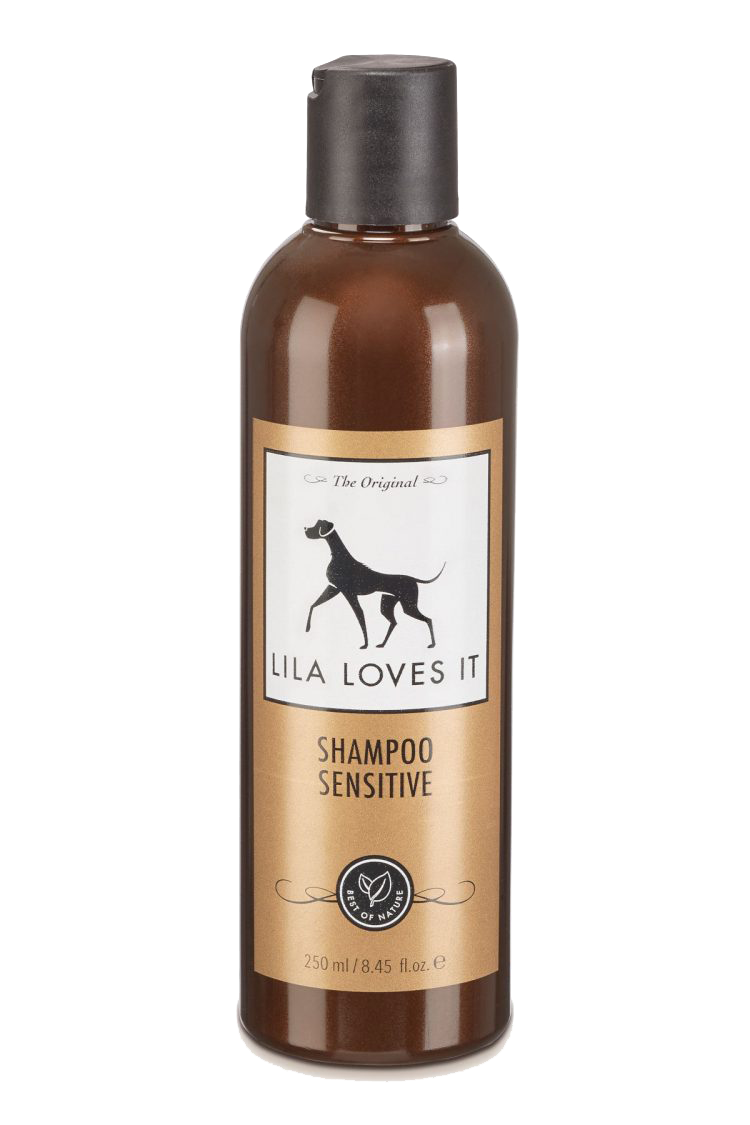 The Original
LILA LOVES IT
SHAMPOO
SENSITIVE
BEST OF NATURE
250 ml / 8.45 fl.oz. ℮